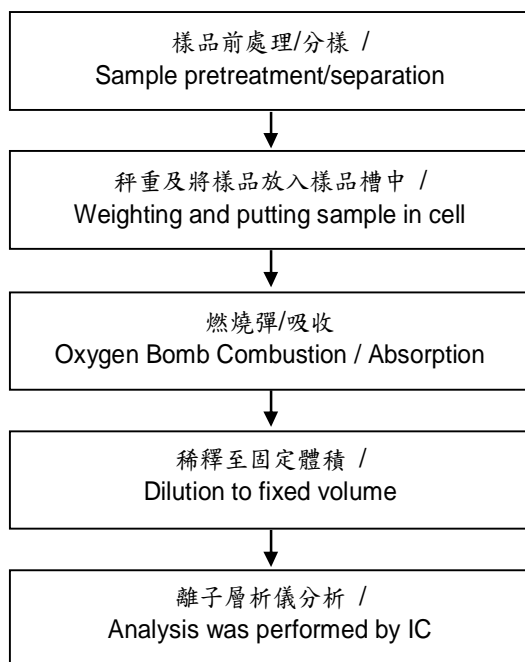 樣品前處理/分樣 /
Sample pretreatment/separation
秤重及將樣品放入樣品槽中 /
Weighting and putting sample in cell
燃燒彈/吸收
Oxygen Bomb Combustion / Absorption
稀釋至固定體積 /
Dilution to fixed volume
離子層析儀分析 /
Analysis was performed by IC